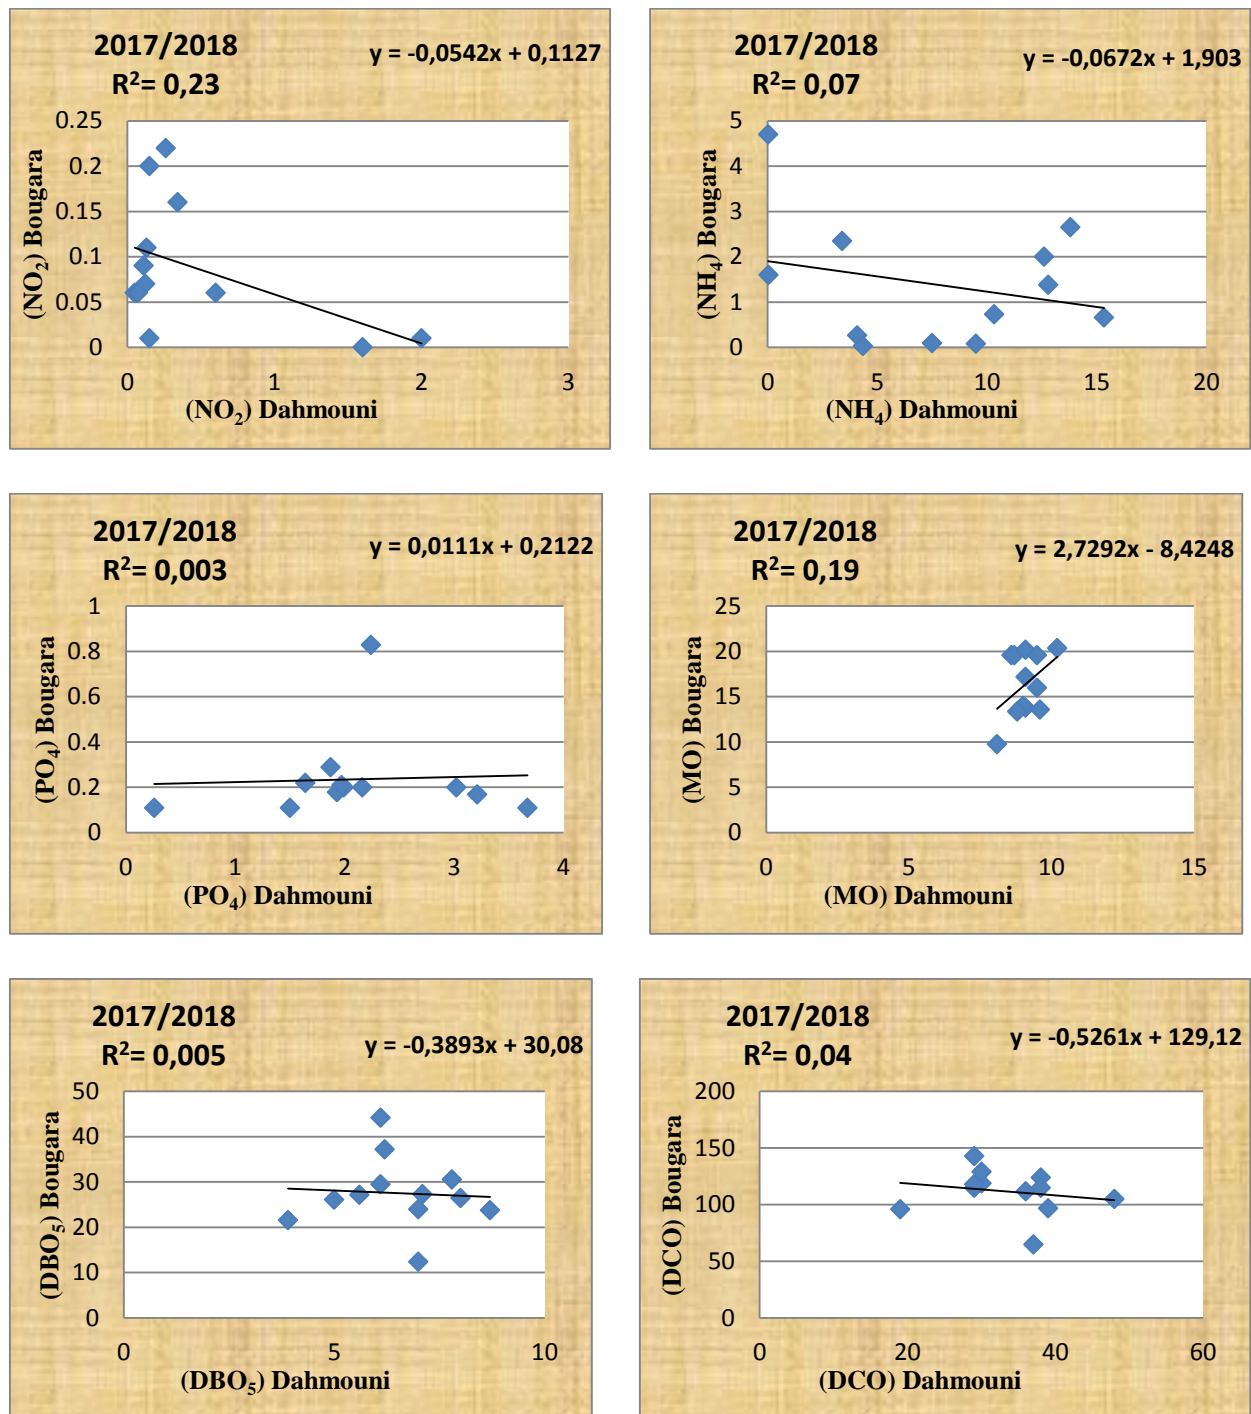 2017/2018
R²= 0,23
y = -0,0542x + 0,1127
0.25
0.2
0.15
0.1
0.05
0
0 1 2 3
(NO₂) Bougara
(NO₂) Dahmouni
2017/2018
R²= 0,07
y = -0,0672x + 1,903
5
4
3
2
1
0
0 5 10 15 20
(NH₄) Bougara
(NH₄) Dahmouni
2017/2018
R²= 0,003
y = 0,0111x + 0,2122
1
0.8
0.6
0.4
0.2
0
0 1 2 3 4
(PO₄) Bougara
(PO₄) Dahmouni
2017/2018
R²= 0,19
y = 2,7292x - 8,4248
25
20
15
10
5
0
0 5 10 15
(MO) Bougara
(MO) Dahmouni
2017/2018
R²= 0,005
y = -0,3893x + 30,08
50
40
30
20
10
0
0 5 10
(DBO₅) Bougara
(DBO₅) Dahmouni
2017/2018
R²= 0,04
y = -0,5261x + 129,12
200
150
100
50
0
0 20 40 60
(DCO) Bougara
(DCO) Dahmouni